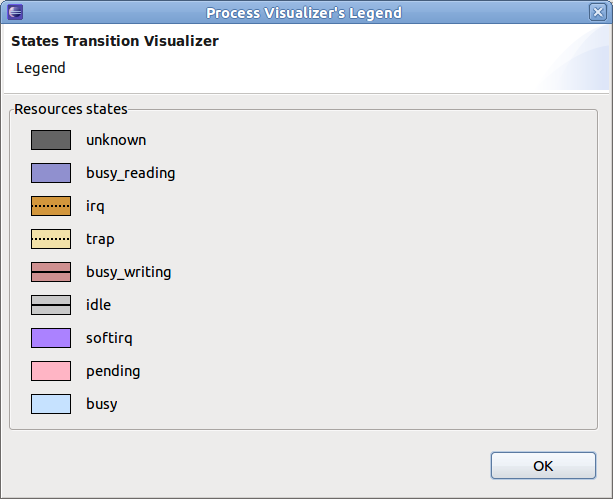 Process Visualizer's Legend
States Transition Visualizer
Legend
Resources states
unknown
busy_reading
irq
trap
busy_writing
idle
softirq
pending
busy
OK